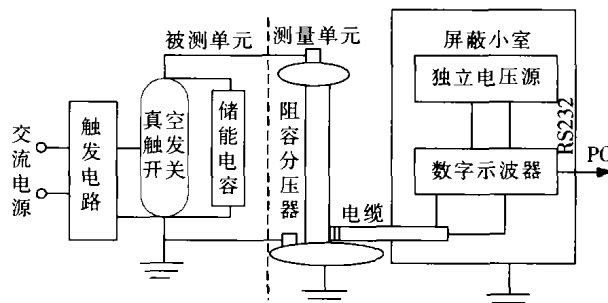 被测单元
测量单元
屏蔽小室
独立电压源
RS232
数字示波器
PC
电缆
阻容分压器
储能电容
真空
触发
开关
触发电路
交流电源